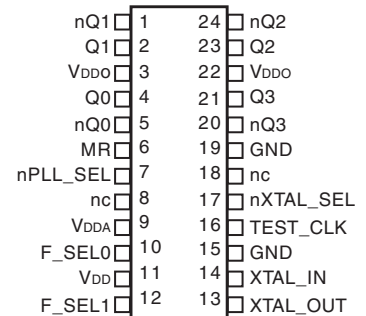 nQ1 1 24 nQ2
Q1 2 23 Q2
VDDO 3 22 VDDO
Q0 4 21 Q3
nQ0 5 20 nQ3
MR 6 19 GND
nPLL_SEL 7 18 nc
nc 8 17 nXTAL_SEL
VDDA 9 16 TEST_CLK
F_SEL0 10 15 GND
VDD 11 14 XTAL_IN
F_SEL1 12 13 XTAL_OUT